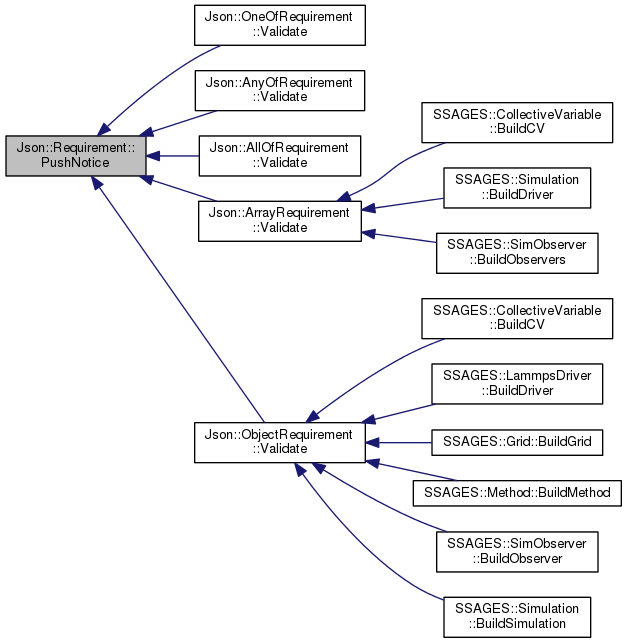 Json::OneOfRequirement
::Validate
Json::AnyOfRequirement
::Validate
Json::Requirement::
PushNotice
Json::AllOfRequirement
::Validate
Json::ArrayRequirement
::Validate
SSAGES::CollectiveVariable
::BuildCV
SSAGES::Simulation
::BuildDriver
SSAGES::SimObserver
::BuildObservers
Json::ObjectRequirement
::Validate
SSAGES::CollectiveVariable
::BuildCV
SSAGES::LammpsDriver
::BuildDriver
SSAGES::Grid::BuildGrid
SSAGES::Method::BuildMethod
SSAGES::SimObserver
::BuildObserver
SSAGES::Simulation
::BuildSimulation